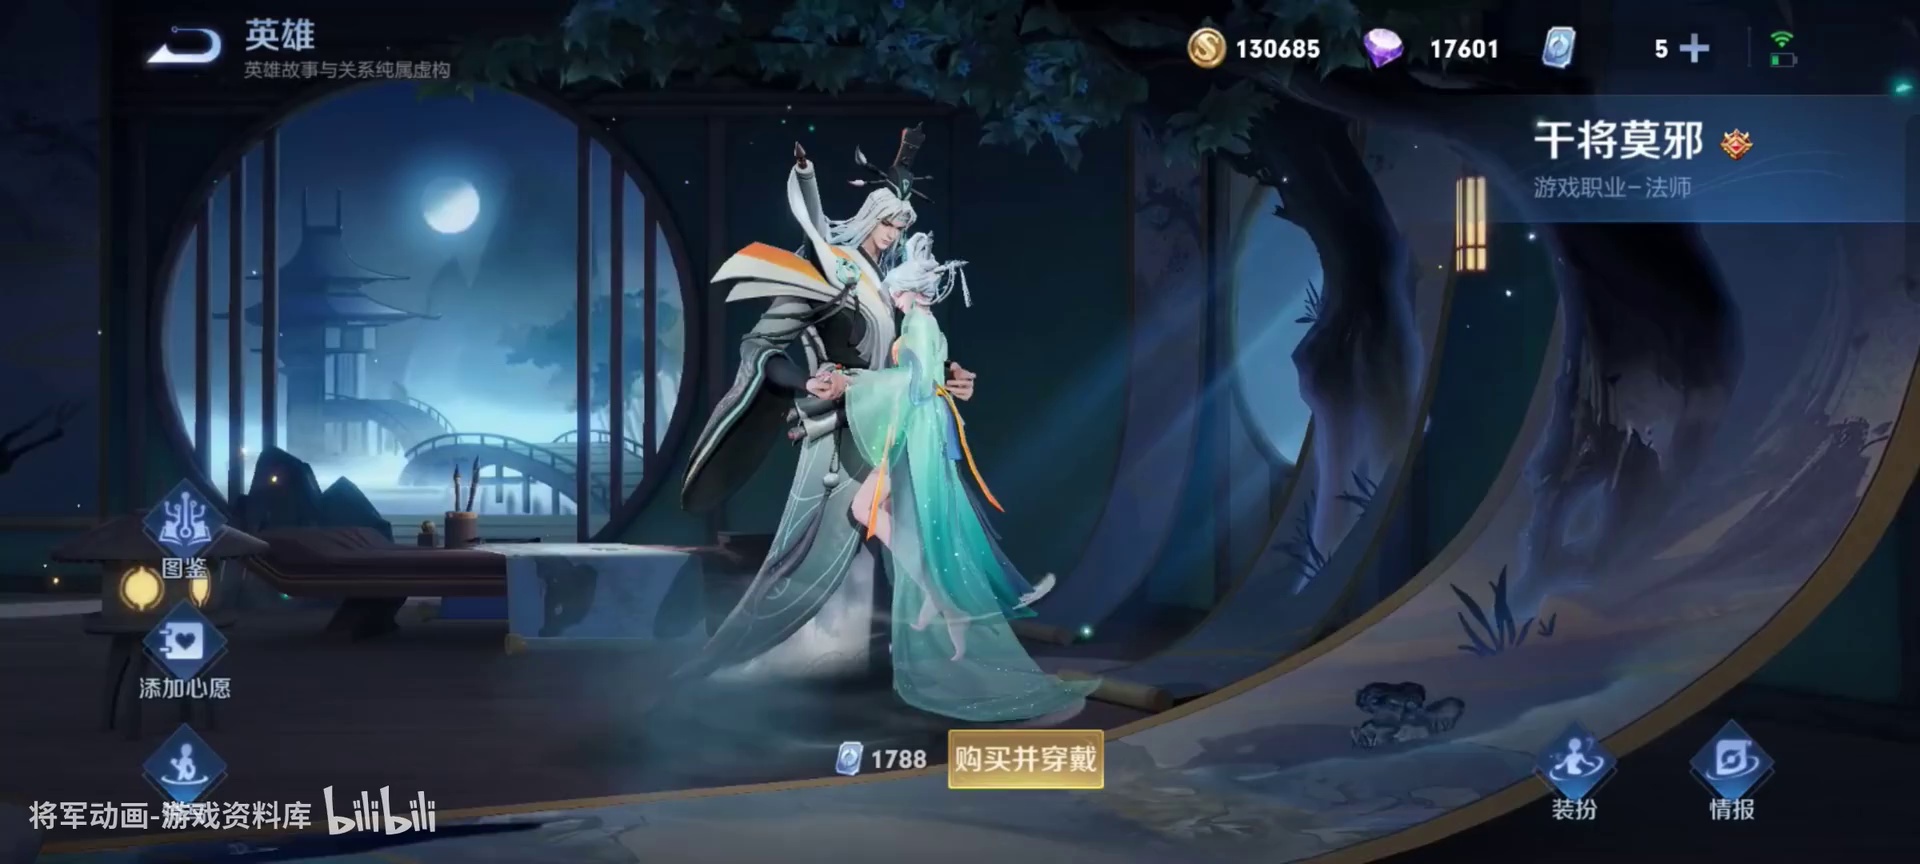 英雄
英雄故事与关系纯属虚构
130685
17601
5
干将莫邪
游戏职业-法师
图鉴
添加心愿
1788
购买并穿戴
装扮
情报
将军动画-游戏资料库 bilibili